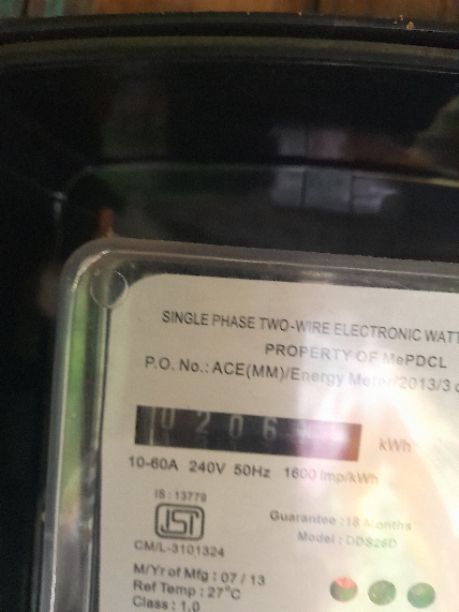 SINGLE PHASE TWO-WIRE ELECTRONIC WATT
PROPERTY OF MePDCL
P.O. No.: ACE(MM)/Energy Meter/2013/3
kWh
10-60A 240V 50Hz 1600 Imp/kWh
IS : 13779
ISI
CM/L-3101324
Guarantee : 18 Months
Model : DDS26D
M/Yr of Mfg : 07 / 13
Ref Temp : 27°C
Class : 1.0